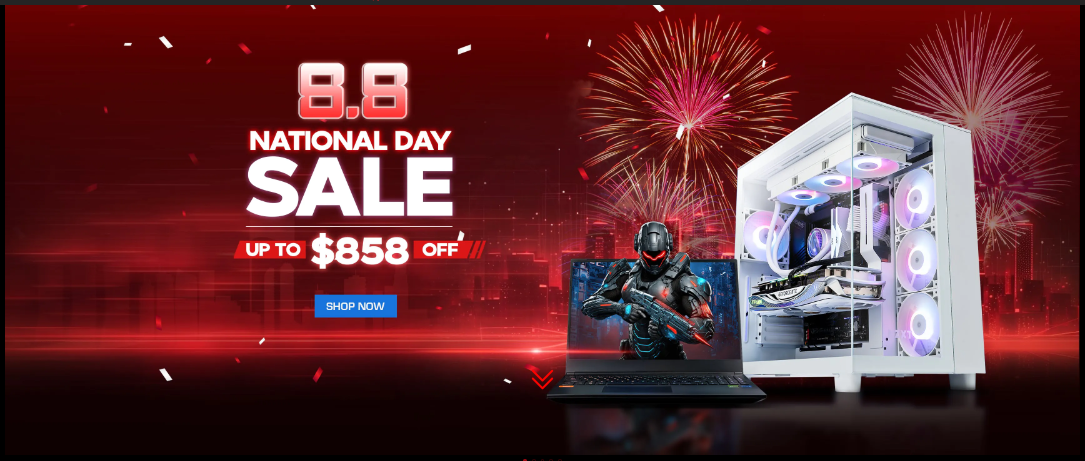 8.8
NATIONAL DAY
SALE
UP TO $858 OFF
SHOP NOW